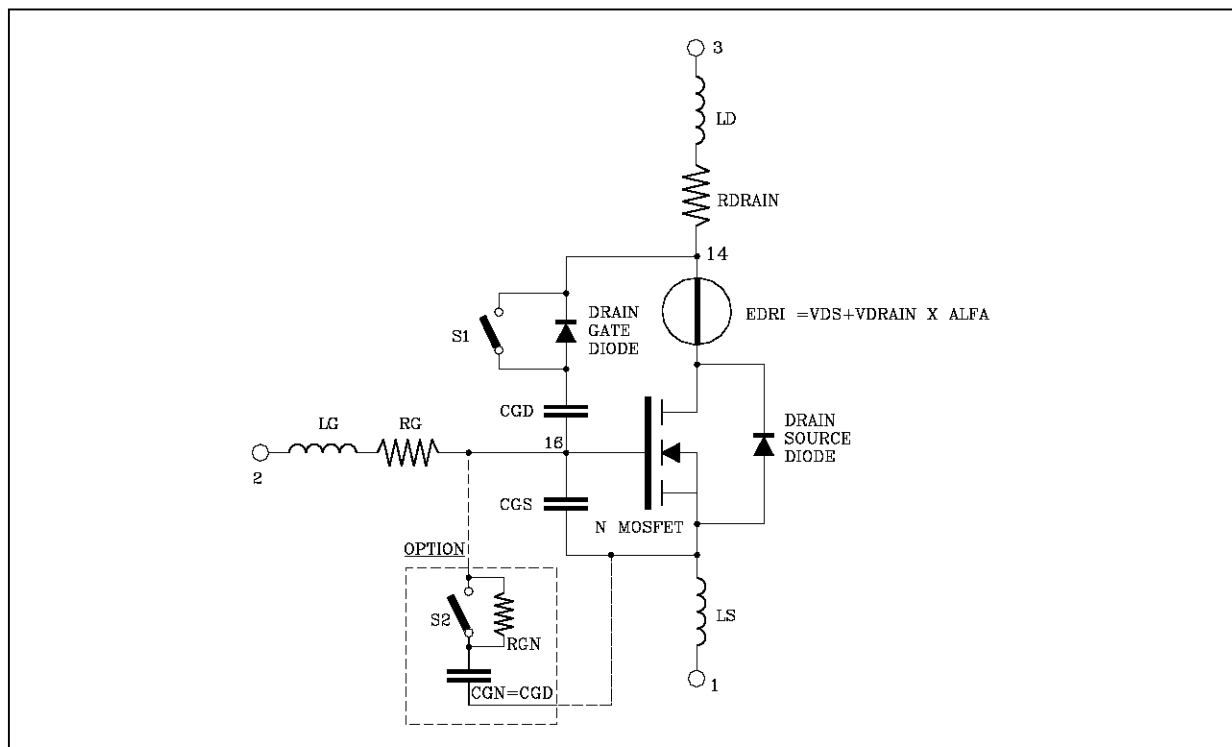 3
LD
RDRAIN
14
DRAIN
GATE
DIODE
S1
EDRI =VDS+VDRAIN X ALFA
CGD
LG
RG
16
2
DRAIN
SOURCE
DIODE
CGS
N MOSFET
OPTION
S2
RGN
LS
CGN=CGD
1